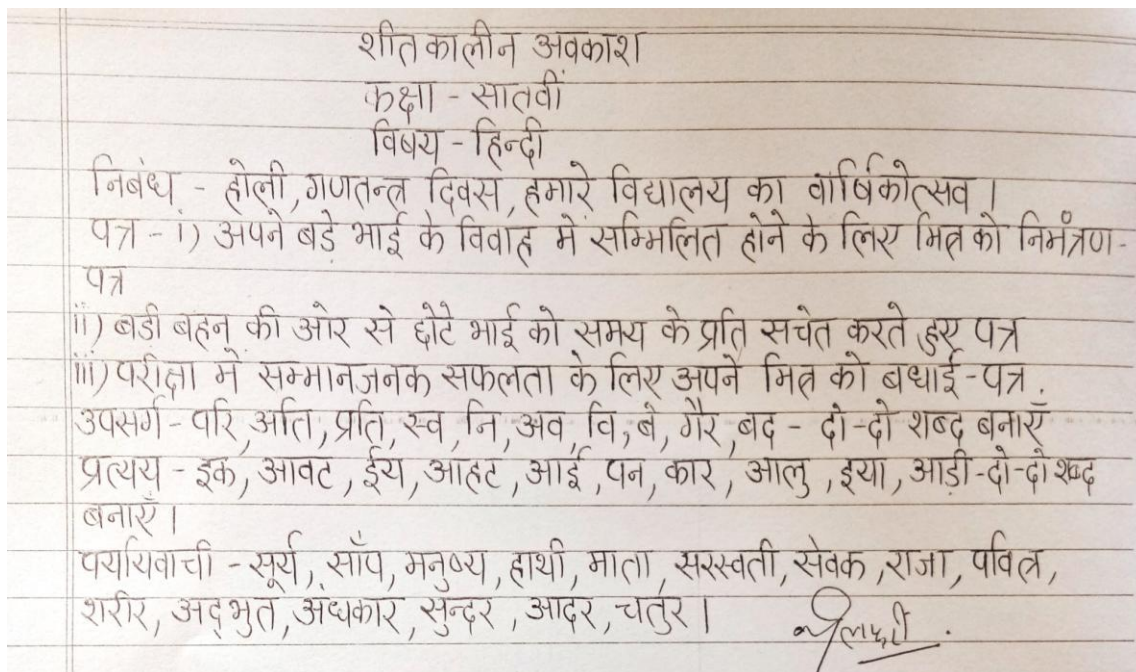 शीतकालीन अवकाश
कक्षा - सातवीं
विषय - हिन्दी
निबंध - होली, गणतन्त्र दिवस, हमारे विद्यालय का वार्षिकोत्सव ।
पत्र - i) अपने बड़े भाई के विवाह में सम्मिलित होने के लिए मित्र को निमंत्रण-
पत्र
ii) बडी बहन की ओर से छोटे भाई को समय के प्रति सचेत करते हुए पत्र
iii) परीक्षा में सम्मानजनक सफलता के लिए अपने मित्र को बधाई-पत्र.
उपसर्ग - परि, अति, प्रति, स्व, नि, अव, वि, बे, गैर, बद - दो-दो शब्द बनाएँ
प्रत्यय - इक, आवट, ईय, आहट, आई, पन, कार, आलु, इया, आड़ी-दो-दो शब्द
बनाएँ ।
पर्यायवाची - सूर्य, साँप, मनुष्य, हाथी, माता, सरस्वती, सेवक, राजा, पवित्र,
शरीर, अद्भुत, अंधकार, सुन्दर, आदर, चतुर ।